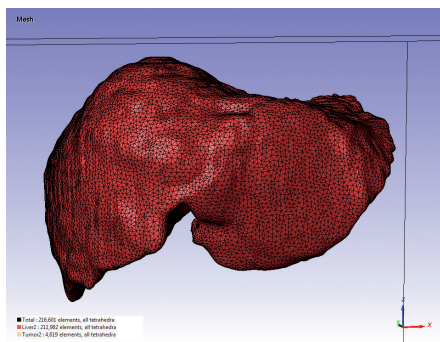 Mesh
Total : 216,601 elements, all tetrahedra
Liver2 : 211,982 elements, all tetrahedra
Tumor2 : 4,619 elements, all tetrahedra
z
y
x